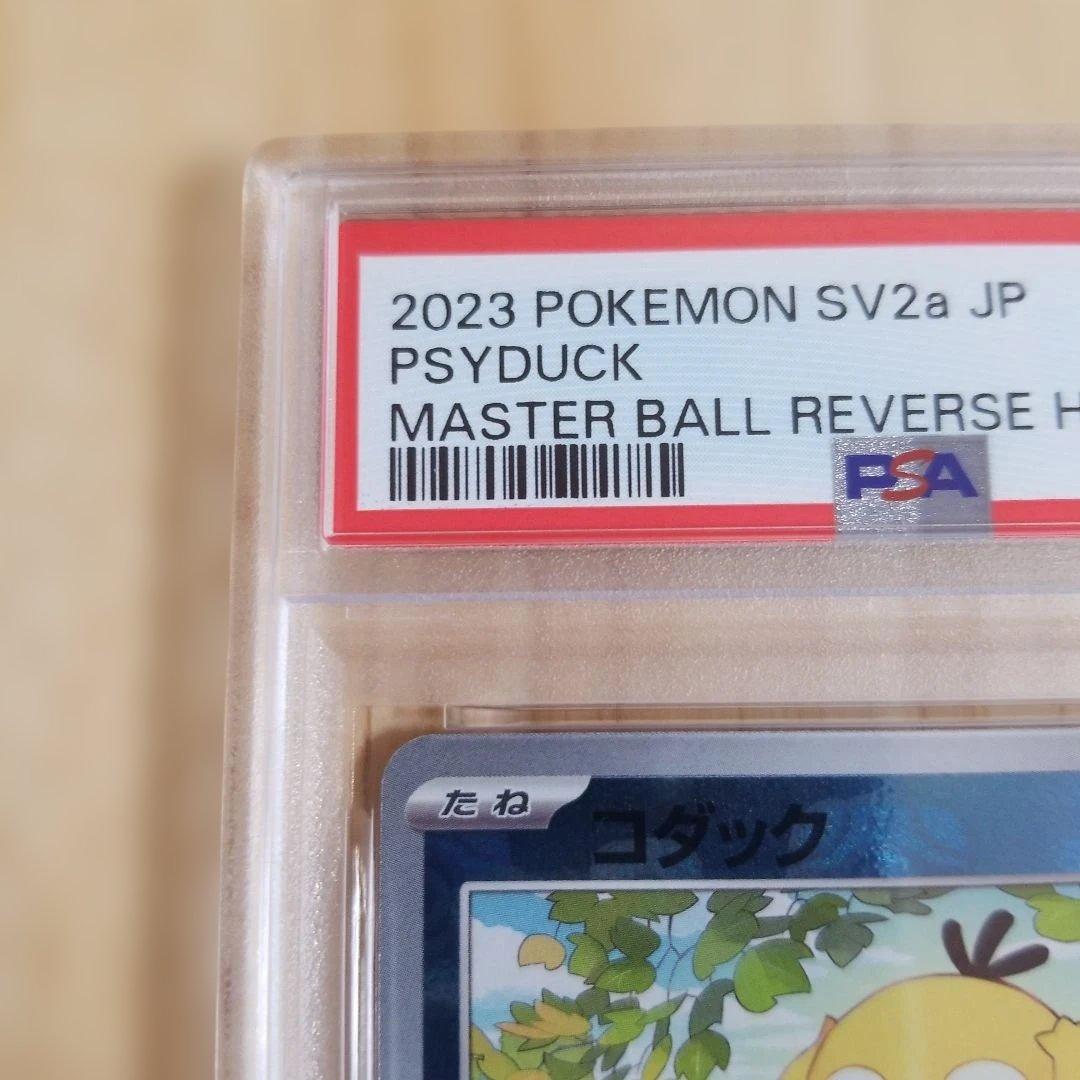 2023 POKEMON SV2a JP
PSYDUCK
MASTER BALL REVERSE H
PSA
たね
コダック